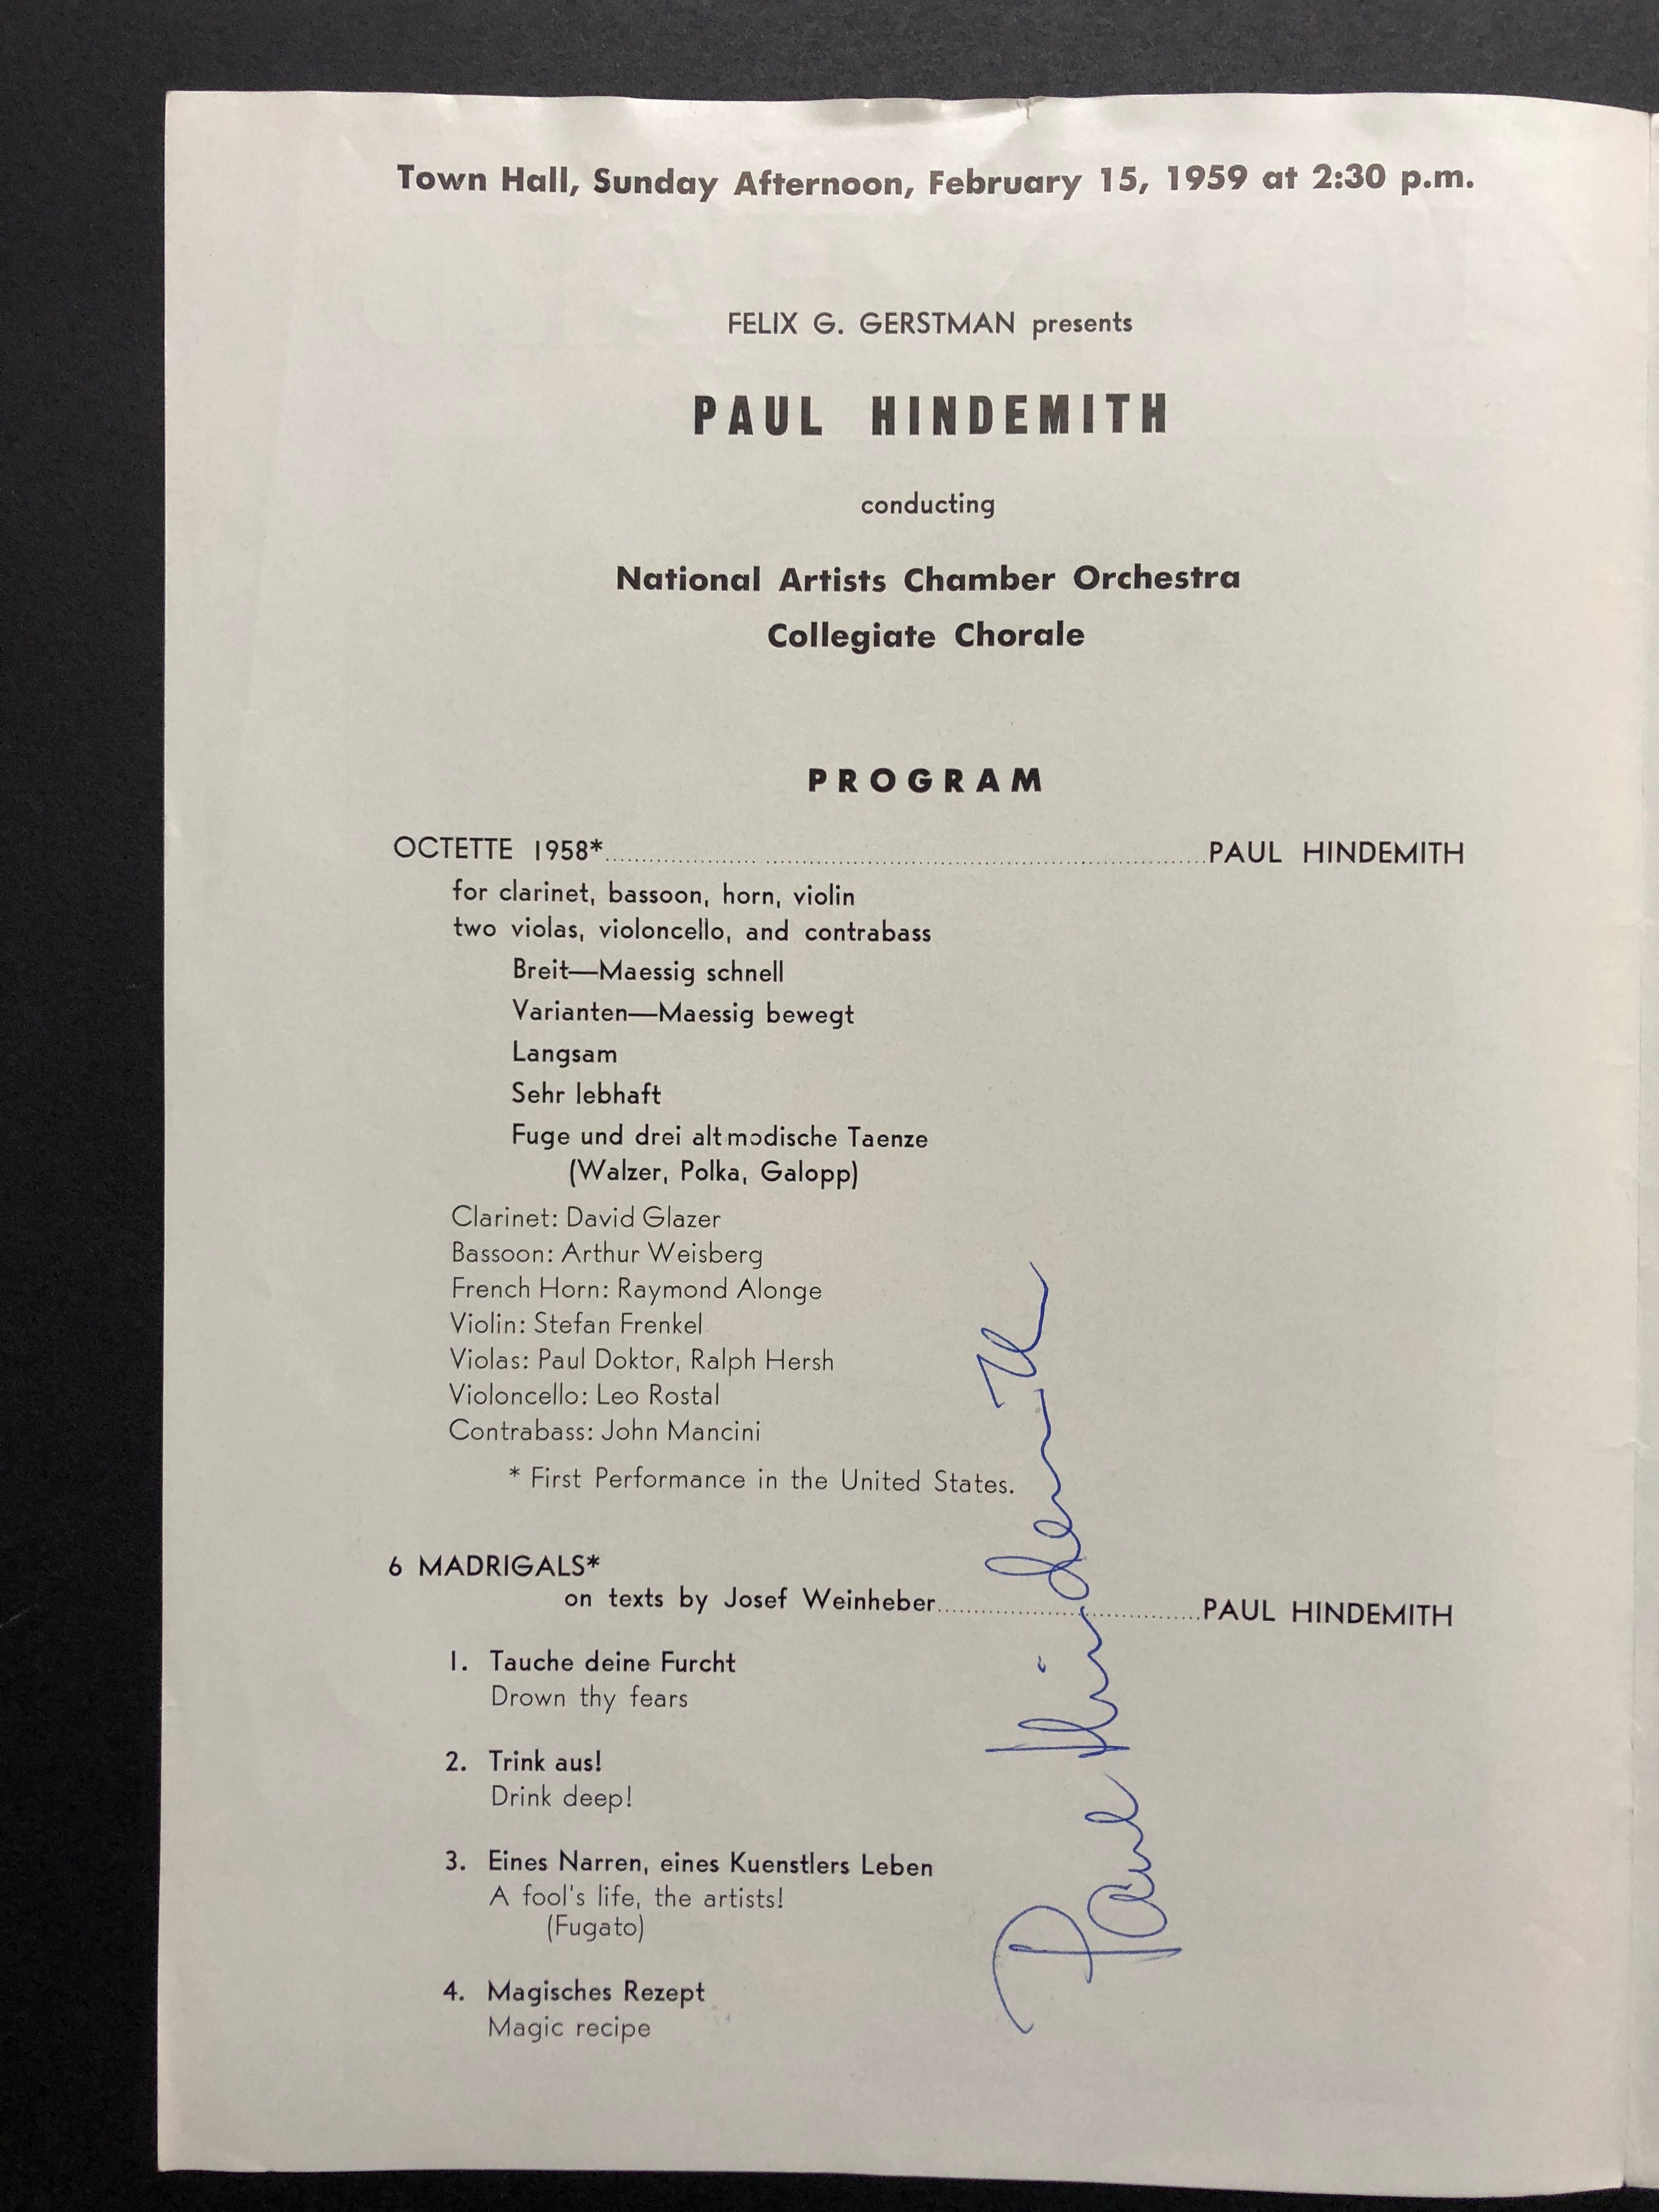 Town Hall, Sunday Afternoon, February 15, 1959 at 2:30 p.m.
FELIX G. GERSTMAN presents
PAUL HINDEMITH
conducting
National Artists Chamber Orchestra
Collegiate Chorale
PROGRAM
OCTETTE 1958*........................PAUL HINDEMITH
for clarinet, bassoon, horn, violin
two violas, violoncello, and contrabass
Breit—Maessig schnell
Varianten—Maessig bewegt
Langsam
Sehr lebhaft
Fuge und drei altmodische Taenze
(Walzer, Polka, Galopp)
Clarinet: David Glazer
Bassoon: Arthur Weisberg
French Horn: Raymond Alonge
Violin: Stefan Frenkel
Violas: Paul Doktor, Ralph Hersh
Violoncello: Leo Rostal
Contrabass: John Mancini
* First Performance in the United States.
6 MADRIGALS*
on texts by Josef Weinheber........................PAUL HINDEMITH
1. Tauche deine Furcht
Drown thy fears
2. Trink aus!
Drink deep!
3. Eines Narren, eines Kuenstlers Leben
A fool's life, the artists!
(Fugato)
4. Magisches Rezept
Magic recipe
Paul Hindemith